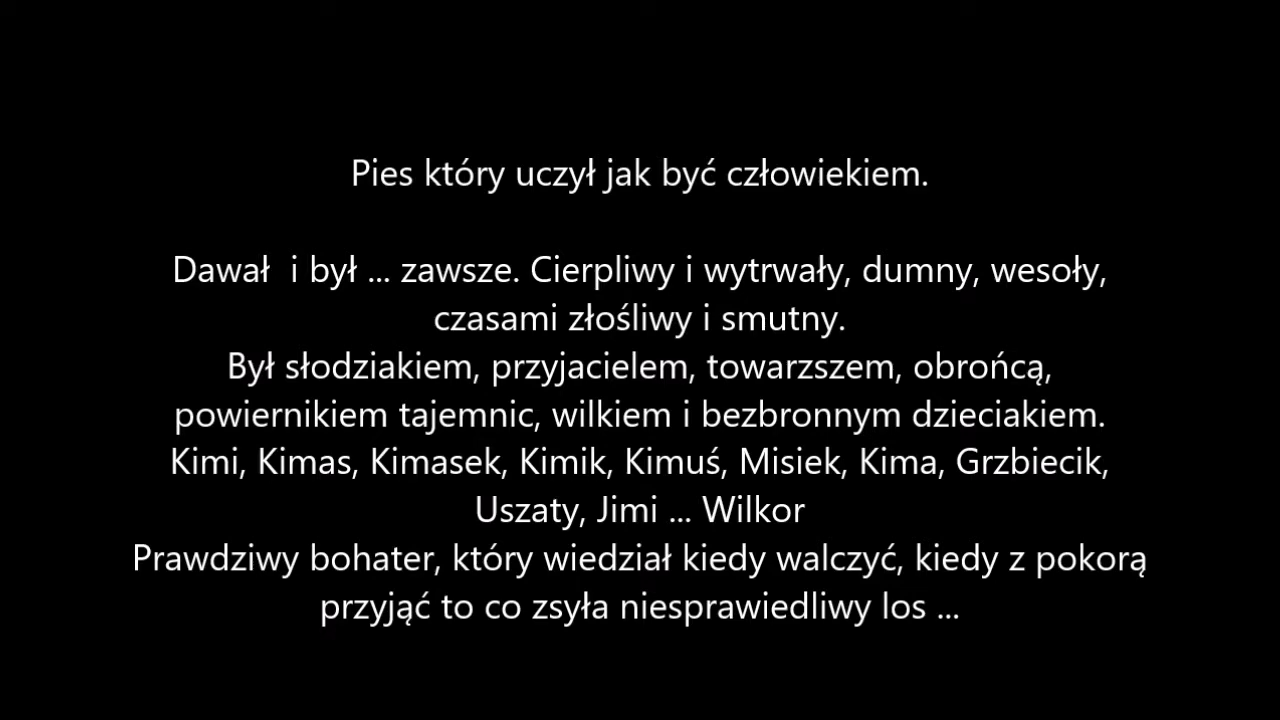 Pies który uczył jak być człowiekiem.
Dawał  i był ... zawsze. Cierpliwy i wytrwały, dumny, wesoły,
czasami złośliwy i smutny.
Był słodziakiem, przyjacielem, towarzszem, obrońcą,
powiernikiem tajemnic, wilkiem i bezbronnym dzieciakiem.
Kimi, Kimas, Kimasek, Kimik, Kimuś, Misiek, Kima, Grzbiecik,
Uszaty, Jimi ... Wilkor
Prawdziwy bohater, który wiedział kiedy walczyć, kiedy z pokorą
przyjąć to co zsyła niesprawiedliwy los ...